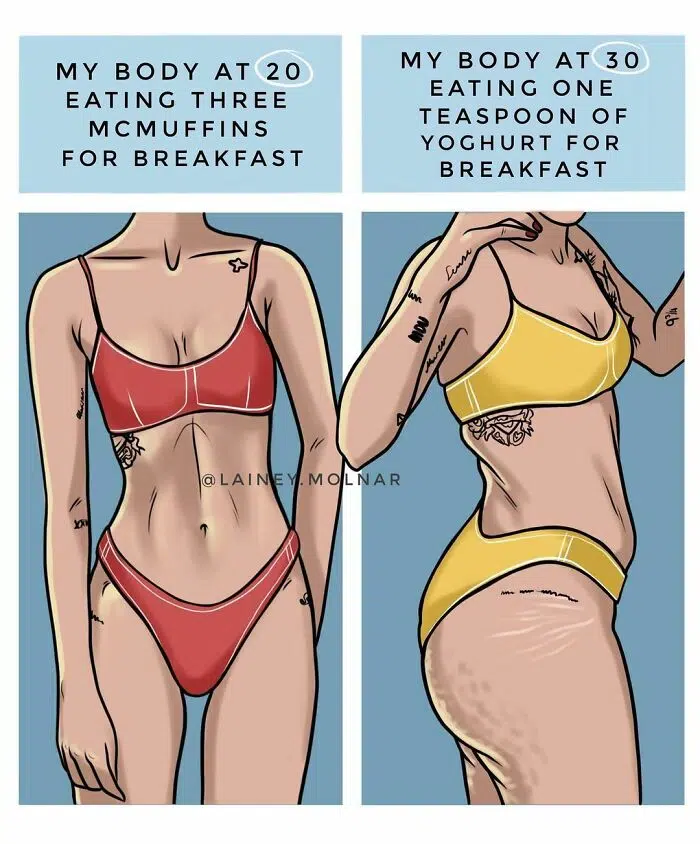 MY BODY AT 20
EATING THREE
MCMUFFINS
FOR BREAKFAST
MY BODY AT 30
EATING ONE
TEASPOON OF
YOGHURT FOR
BREAKFAST
@LAINEY.MOLNAR